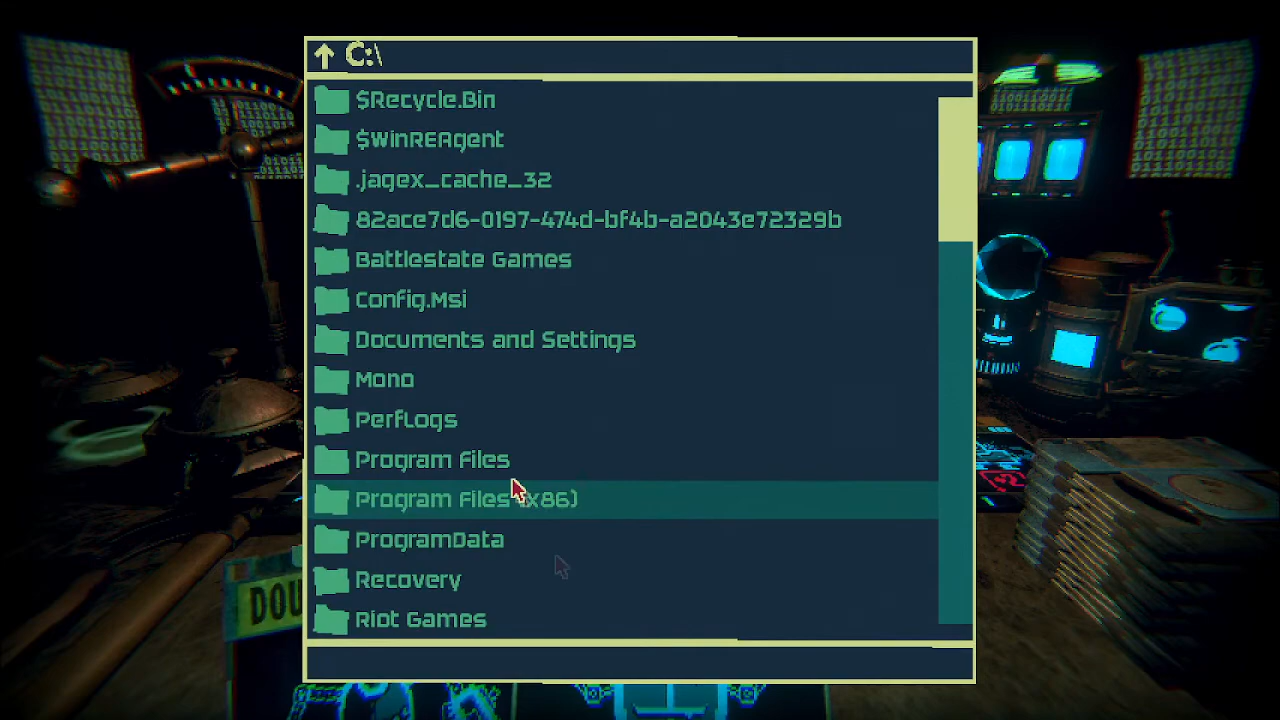 C:\
$Recycle.Bin
$WinREAgent
.jagex_cache_32
82ace7d6-0197-474d-bf4b-a2043e72329b
Battlestate Games
Config.Msi
Documents and Settings
Mono
PerfLogs
Program Files
Program Files (x86)
ProgramData
Recovery
Riot Games
DOU